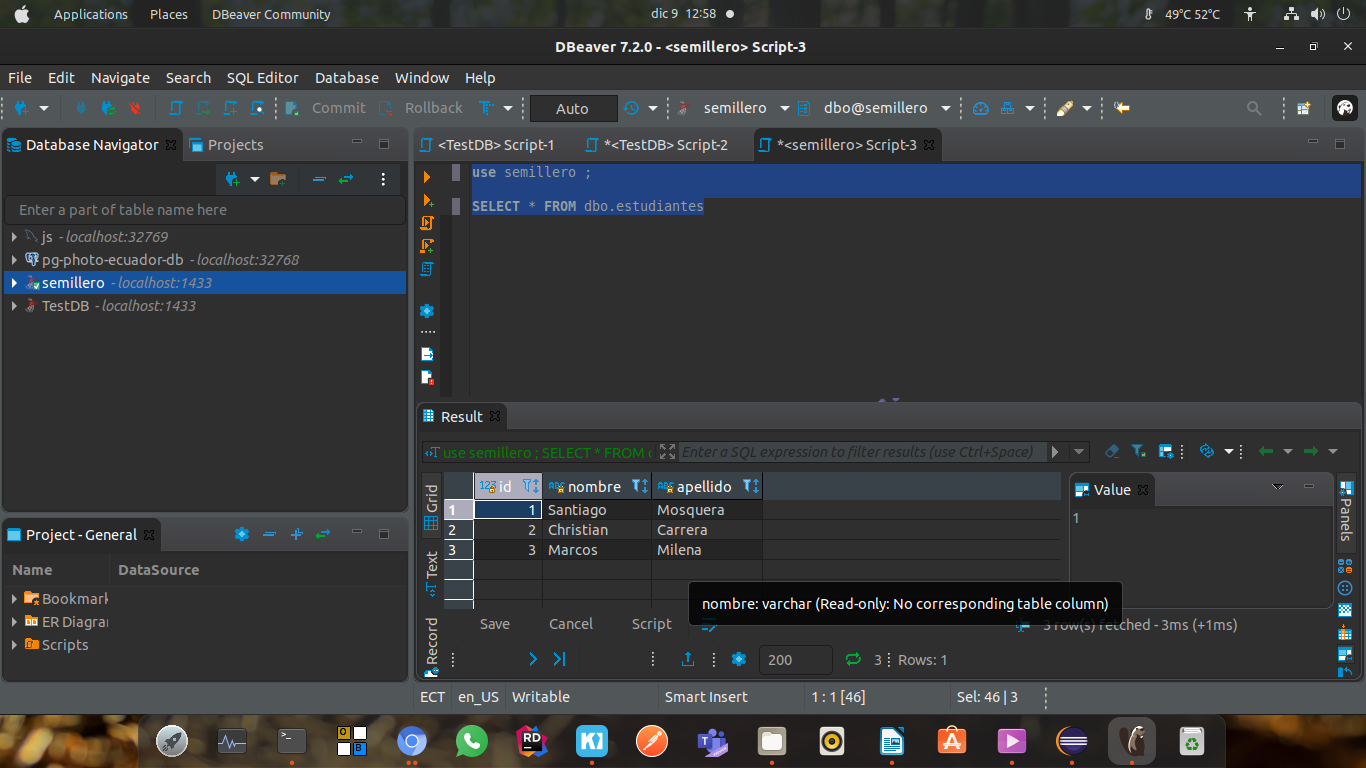 Applications Places DBeaver Community dic 9 12:58 49°C 52°C
DBeaver 7.2.0 - <semillero> Script-3
File Edit Navigate Search SQL Editor Database Window Help
Commit Rollback Auto semillero dbo@semillero
Database Navigator Projects
Enter a part of table name here
js - localhost:32769
pg-photo-ecuador-db - localhost:32768
semillero - localhost:1433
TestDB - localhost:1433
Project - General
Name DataSource
Bookmark
ER Diagra
Scripts
<TestDB> Script-1 *<TestDB> Script-2 *<semillero> Script-3
use semillero ;
SELECT * FROM dbo.estudiantes
Result
use semillero ; SELECT * FROM Enter a SQL expression to filter results (use Ctrl+Space)
Grid
Text
Record
123 id ABC nombre ABC apellido
1 1 Santiago Mosquera
2 2 Christian Carrera
3 3 Marcos Milena
Value
1
Panels
nombre: varchar (Read-only: No corresponding table column)
Save Cancel Script 3 row(s) fetched - 3ms (+1ms)
200 3 Rows: 1
ECT en_US Writable Smart Insert 1 : 1 [46] Sel: 46 | 3
>_ O B RD KI